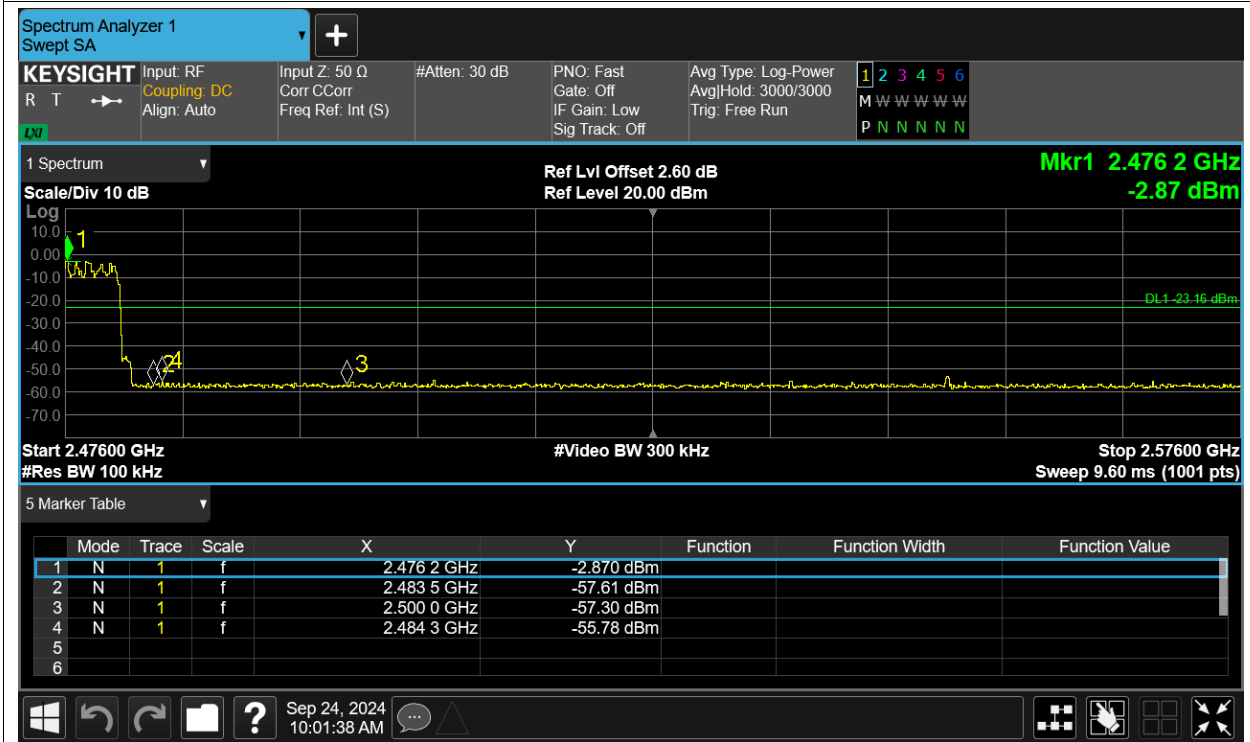 Spectrum Analyzer 1
Swept SA
+
KEYSIGHT Input: RF Input Z: 50 Ω #Atten: 30 dB PNO: Fast Avg Type: Log-Power 1 2 3 4 5 6
R T Coupling: DC Corr CCorr Gate: Off Avg|Hold: 3000/3000 M W W W W W
Align: Auto Freq Ref: Int (S) IF Gain: Low Trig: Free Run
LXI Sig Track: Off P N N N N N
1 Spectrum Ref Lvl Offset 2.60 dB Mkr1 2.476 2 GHz
Scale/Div 10 dB Ref Level 20.00 dBm -2.87 dBm
Log
10.0
1
0.00
-10.0
-20.0 DL1 -23.16 dBm
-30.0
-40.0
2 4 3
-50.0
-60.0
-70.0
Start 2.47600 GHz #Video BW 300 kHz Stop 2.57600 GHz
#Res BW 100 kHz Sweep 9.60 ms (1001 pts)
5 Marker Table
Mode Trace Scale X Y Function Function Width Function Value
1 N 1 f 2.476 2 GHz -2.870 dBm
2 N 1 f 2.483 5 GHz -57.61 dBm
3 N 1 f 2.500 0 GHz -57.30 dBm
4 N 1 f 2.484 3 GHz -55.78 dBm
5
6
? Sep 24, 2024
10:01:38 AM